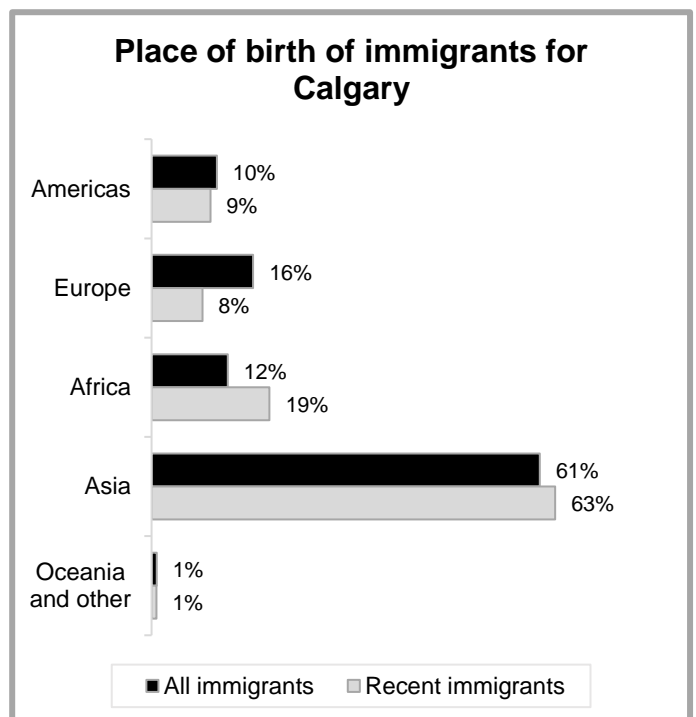 Place of birth of immigrants for
Calgary
Americas
10%
9%
Europe
16%
8%
Africa
12%
19%
Asia
61%
63%
Oceania
and other
1%
1%
All immigrants
Recent immigrants